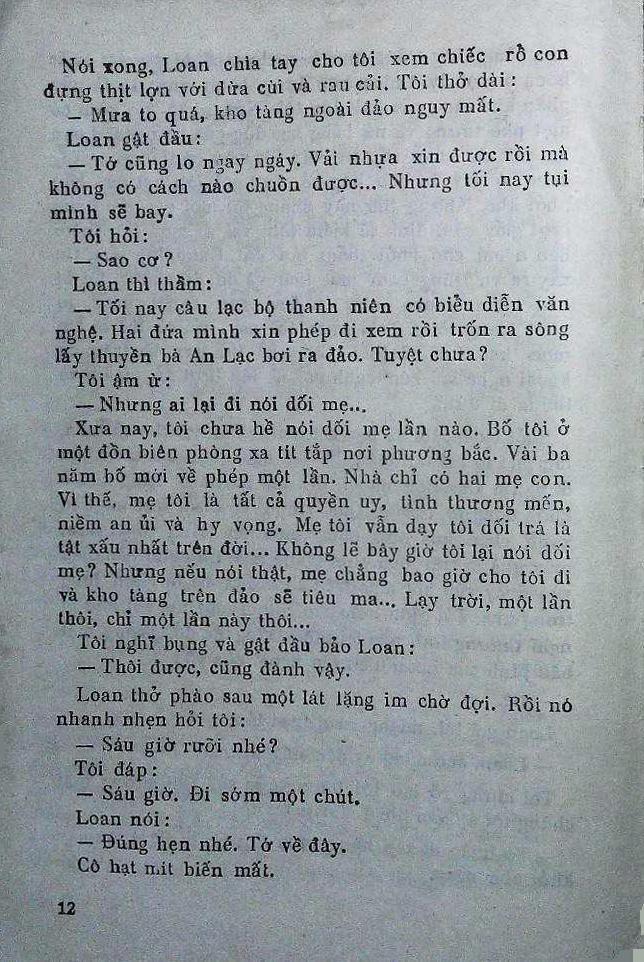 Nói xong, Loan chìa tay cho tôi xem chiếc rổ con
đựng thịt lợn với dừa cùi và rau cải. Tôi thở dài :
— Mưa to quá, kho tàng ngoài đảo nguy mất.
Loan gật đầu:
— Tớ cũng lo ngay ngáy. Vải nhựa xin được rồi mà
không có cách nào chuồn được... Nhưng tối nay tụi
mình sẽ bay.
Tôi hỏi:
— Sao cơ ?
Loan thì thầm:
— Tối nay câu lạc bộ thanh niên có biểu diễn văn
nghệ. Hai đứa mình xin phép đi xem rồi trốn ra sông
lấy thuyền bà An Lạc bơi ra đảo. Tuyệt chưa ?
Tôi ậm ừ:
— Nhưng ai lại đi nói dối mẹ...
Xưa nay, tôi chưa hề nói dối mẹ lần nào. Bố tôi ở
một đồn biên phòng xa tít tắp nơi phương bắc. Vài ba
năm bố mới về phép một lần. Nhà chỉ có hai mẹ con.
Vì thế, mẹ tôi là tất cả quyền uy, tình thương mến,
niềm an ủi và hy vọng. Mẹ tôi vẫn dạy tôi dối trá là
tật xấu nhất trên đời... Không lẽ bây giờ tôi lại nói dối
mẹ? Nhưng nếu nói thật, mẹ chẳng bao giờ cho tôi đi
và kho tàng trên đảo sẽ tiêu ma... Lạy trời, một lần
thôi, chỉ một lần này thôi...
Tôi nghĩ bụng và gật đầu bảo Loan:
— Thôi được, cũng đành vậy.
Loan thở phào sau một lát lặng im chờ đợi. Rồi nó
nhanh nhẹn hỏi tôi:
— Sáu giờ rưỡi nhé?
Tôi đáp:
— Sáu giờ. Đi sớm một chút.
Loan nói:
— Đúng hẹn nhé. Tớ về đây.
Cô hạt mít biến mất.
12